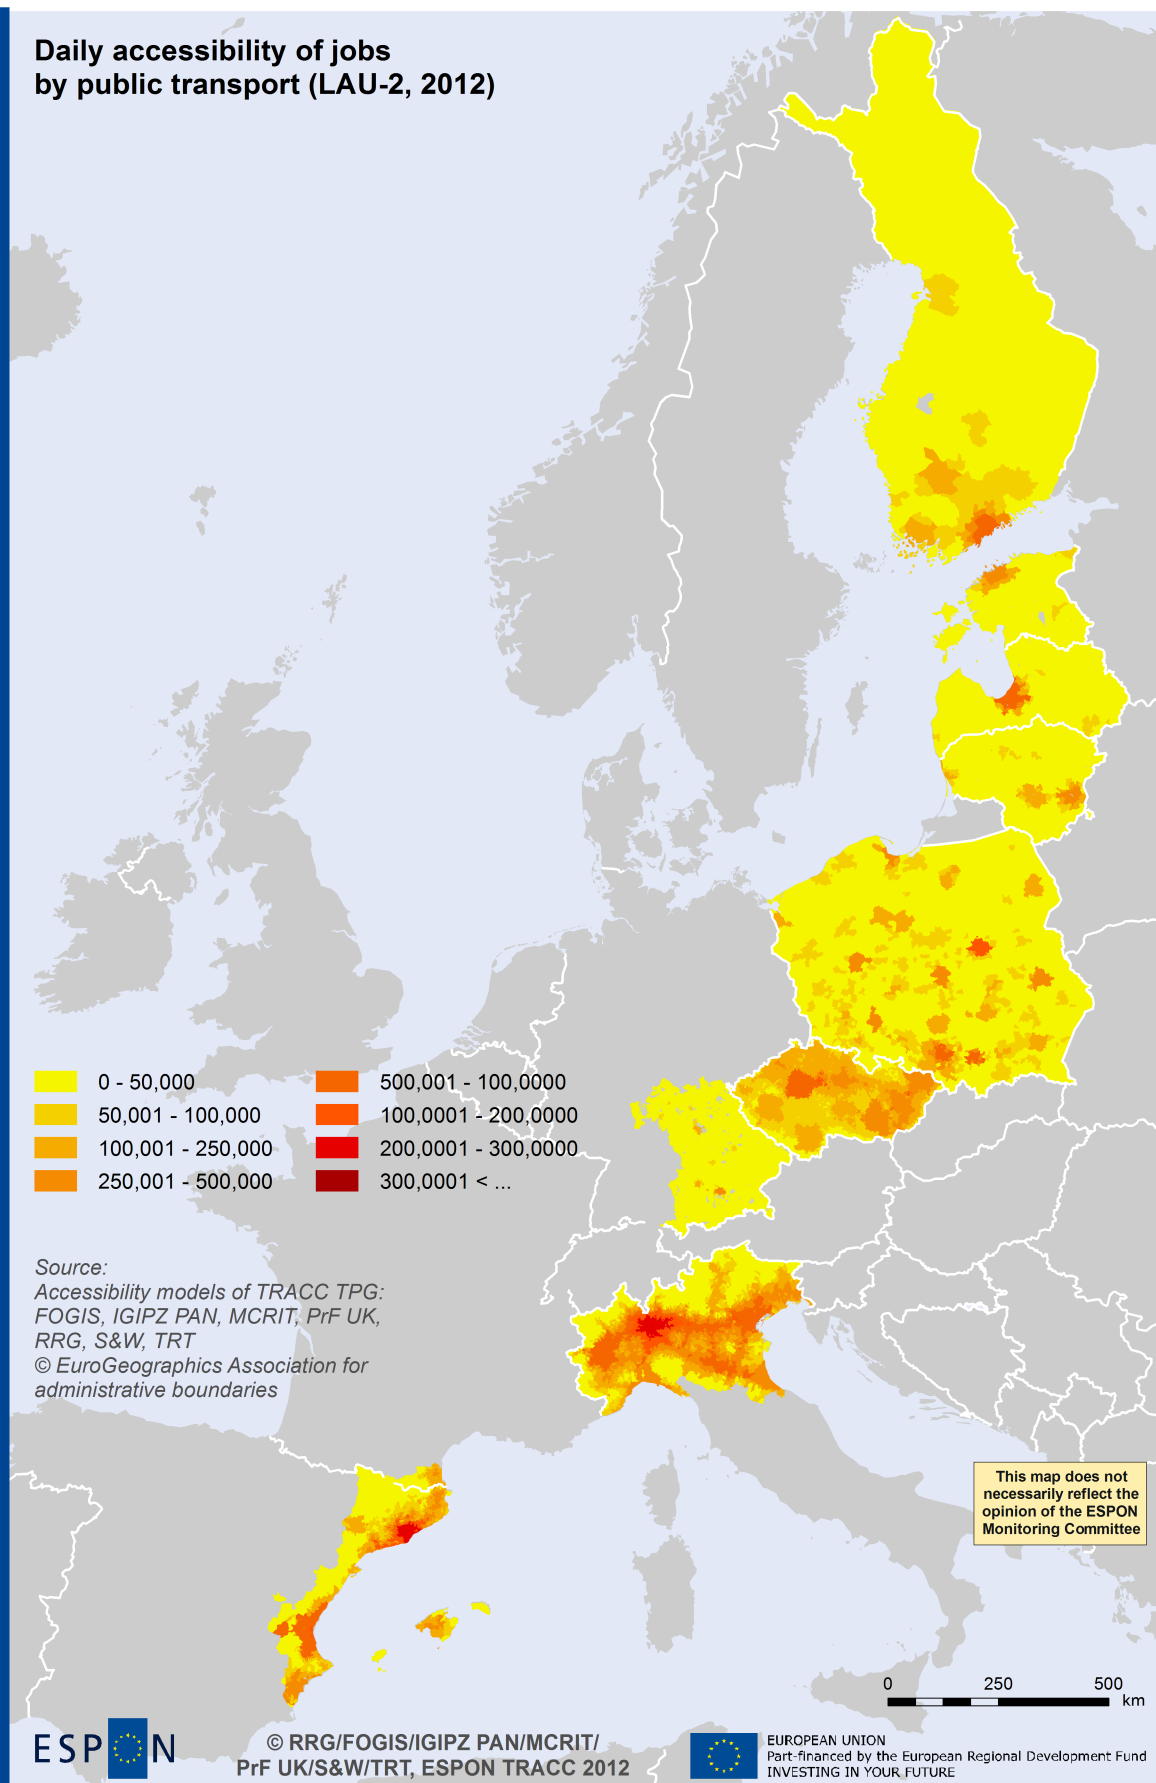 Daily accessibility of jobs
by public transport (LAU-2, 2012)
0 - 50,000
50,001 - 100,000
100,001 - 250,000
250,001 - 500,000
500,001 - 100,0000
100,0001 - 200,0000
200,0001 - 300,0000
300,0001 < ...
Source:
Accessibility models of TRACC TPG:
FOGIS, IGIPZ PAN, MCRIT, PrF UK,
RRG, S&W, TRT
© EuroGeographics Association for
administrative boundaries
This map does not
necessarily reflect the
opinion of the ESPON
Monitoring Committee
0 250 500
km
ESPON
© RRG/FOGIS/IGIPZ PAN/MCRIT/
PrF UK/S&W/TRT, ESPON TRACC 2012
EUROPEAN UNION
Part-financed by the European Regional Development Fund
INVESTING IN YOUR FUTURE